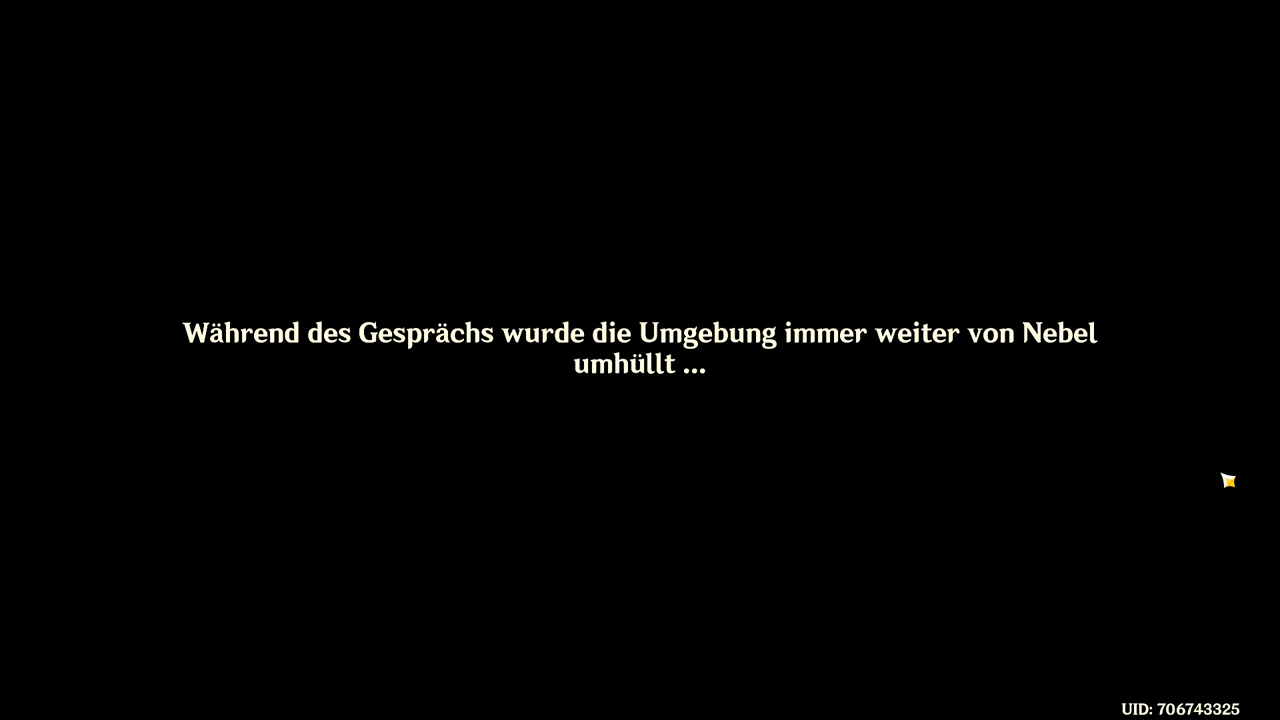 Während des Gesprächs wurde die Umgebung immer weiter von Nebel
umhüllt ...
UID: 706743325